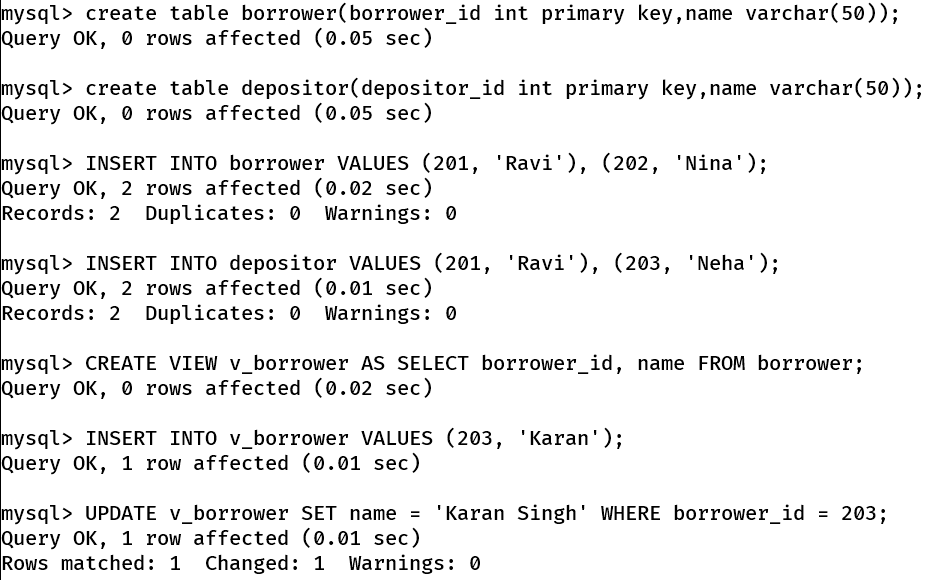 mysql> create table borrower(borrower_id int primary key,name varchar(50));
Query OK, 0 rows affected (0.05 sec)
mysql> create table depositor(depositor_id int primary key,name varchar(50));
Query OK, 0 rows affected (0.05 sec)
mysql> INSERT INTO borrower VALUES (201, 'Ravi'), (202, 'Nina');
Query OK, 2 rows affected (0.02 sec)
Records: 2  Duplicates: 0  Warnings: 0
mysql> INSERT INTO depositor VALUES (201, 'Ravi'), (203, 'Neha');
Query OK, 2 rows affected (0.01 sec)
Records: 2  Duplicates: 0  Warnings: 0
mysql> CREATE VIEW v_borrower AS SELECT borrower_id, name FROM borrower;
Query OK, 0 rows affected (0.02 sec)
mysql> INSERT INTO v_borrower VALUES (203, 'Karan');
Query OK, 1 row affected (0.01 sec)
mysql> UPDATE v_borrower SET name = 'Karan Singh' WHERE borrower_id = 203;
Query OK, 1 row affected (0.01 sec)
Rows matched: 1  Changed: 1  Warnings: 0